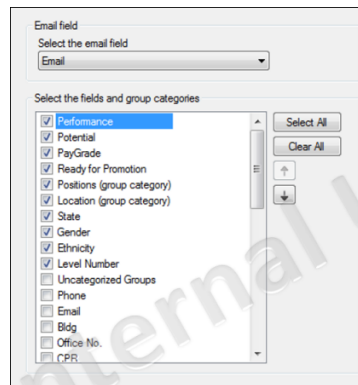 Email field
Select the email field
Email
Select the fields and group categories
Performance
Select All
Potential
Clear All
PayGrade
Ready for Promotion
Positions (group category)
Location (group category)
State
Gender
Ethnicity
Level Number
Uncategorized Groups
Phone
Email
Bldg
Office No.
CPR
nternal